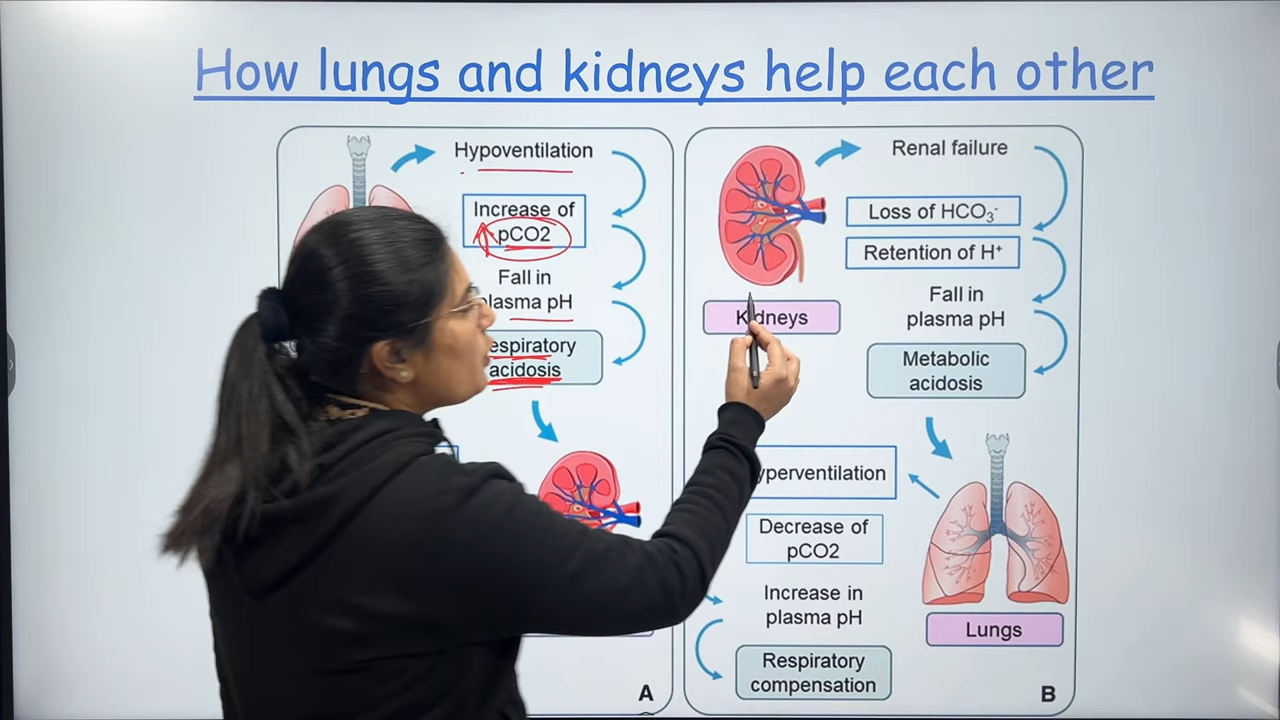 How lungs and kidneys help each other
Hypoventilation
Increase of
pCO2
Fall in
plasma pH
espiratory
acidosis
A
Renal failure
Loss of HCO3-
Retention of H+
Fall in
plasma pH
Kidneys
Metabolic
acidosis
yperventilation
Decrease of
pCO2
Increase in
plasma pH
Lungs
Respiratory
compensation
B